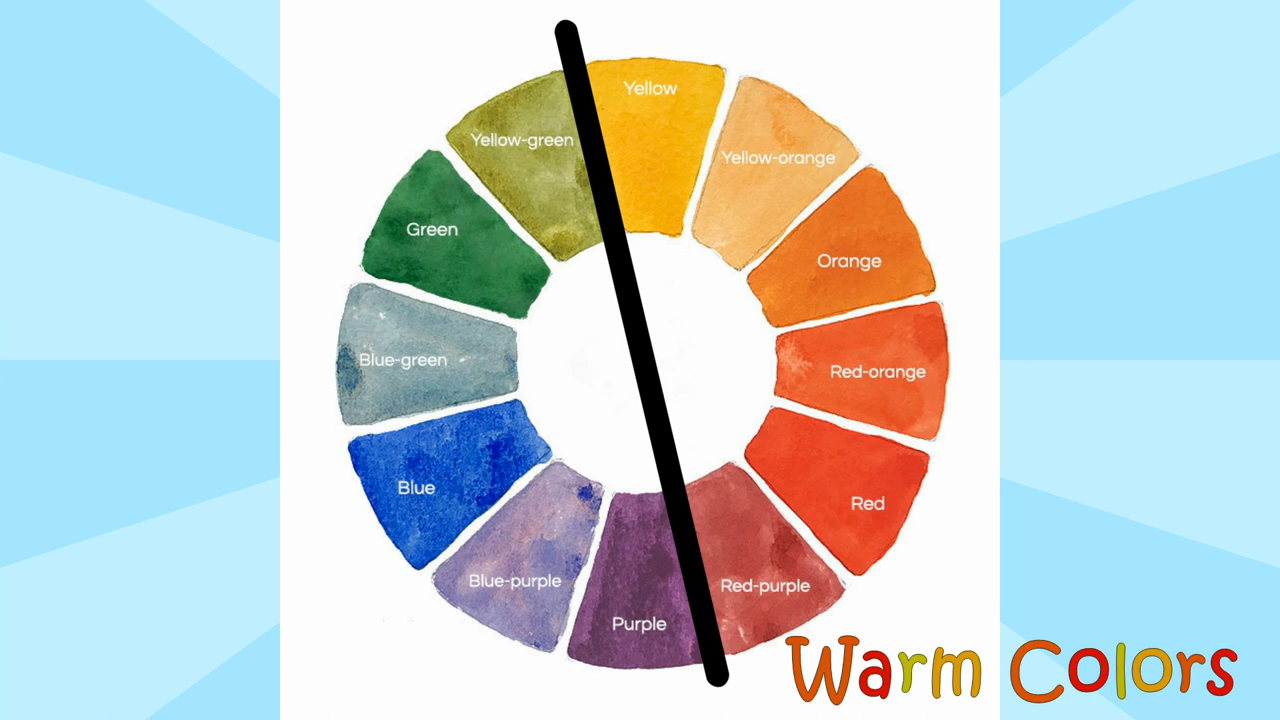 Yellow
Yellow-green
Yellow-orange
Green
Orange
Blue-green
Red-orange
Blue
Red
Blue-purple
Red-purple
Purple
Warm Colors